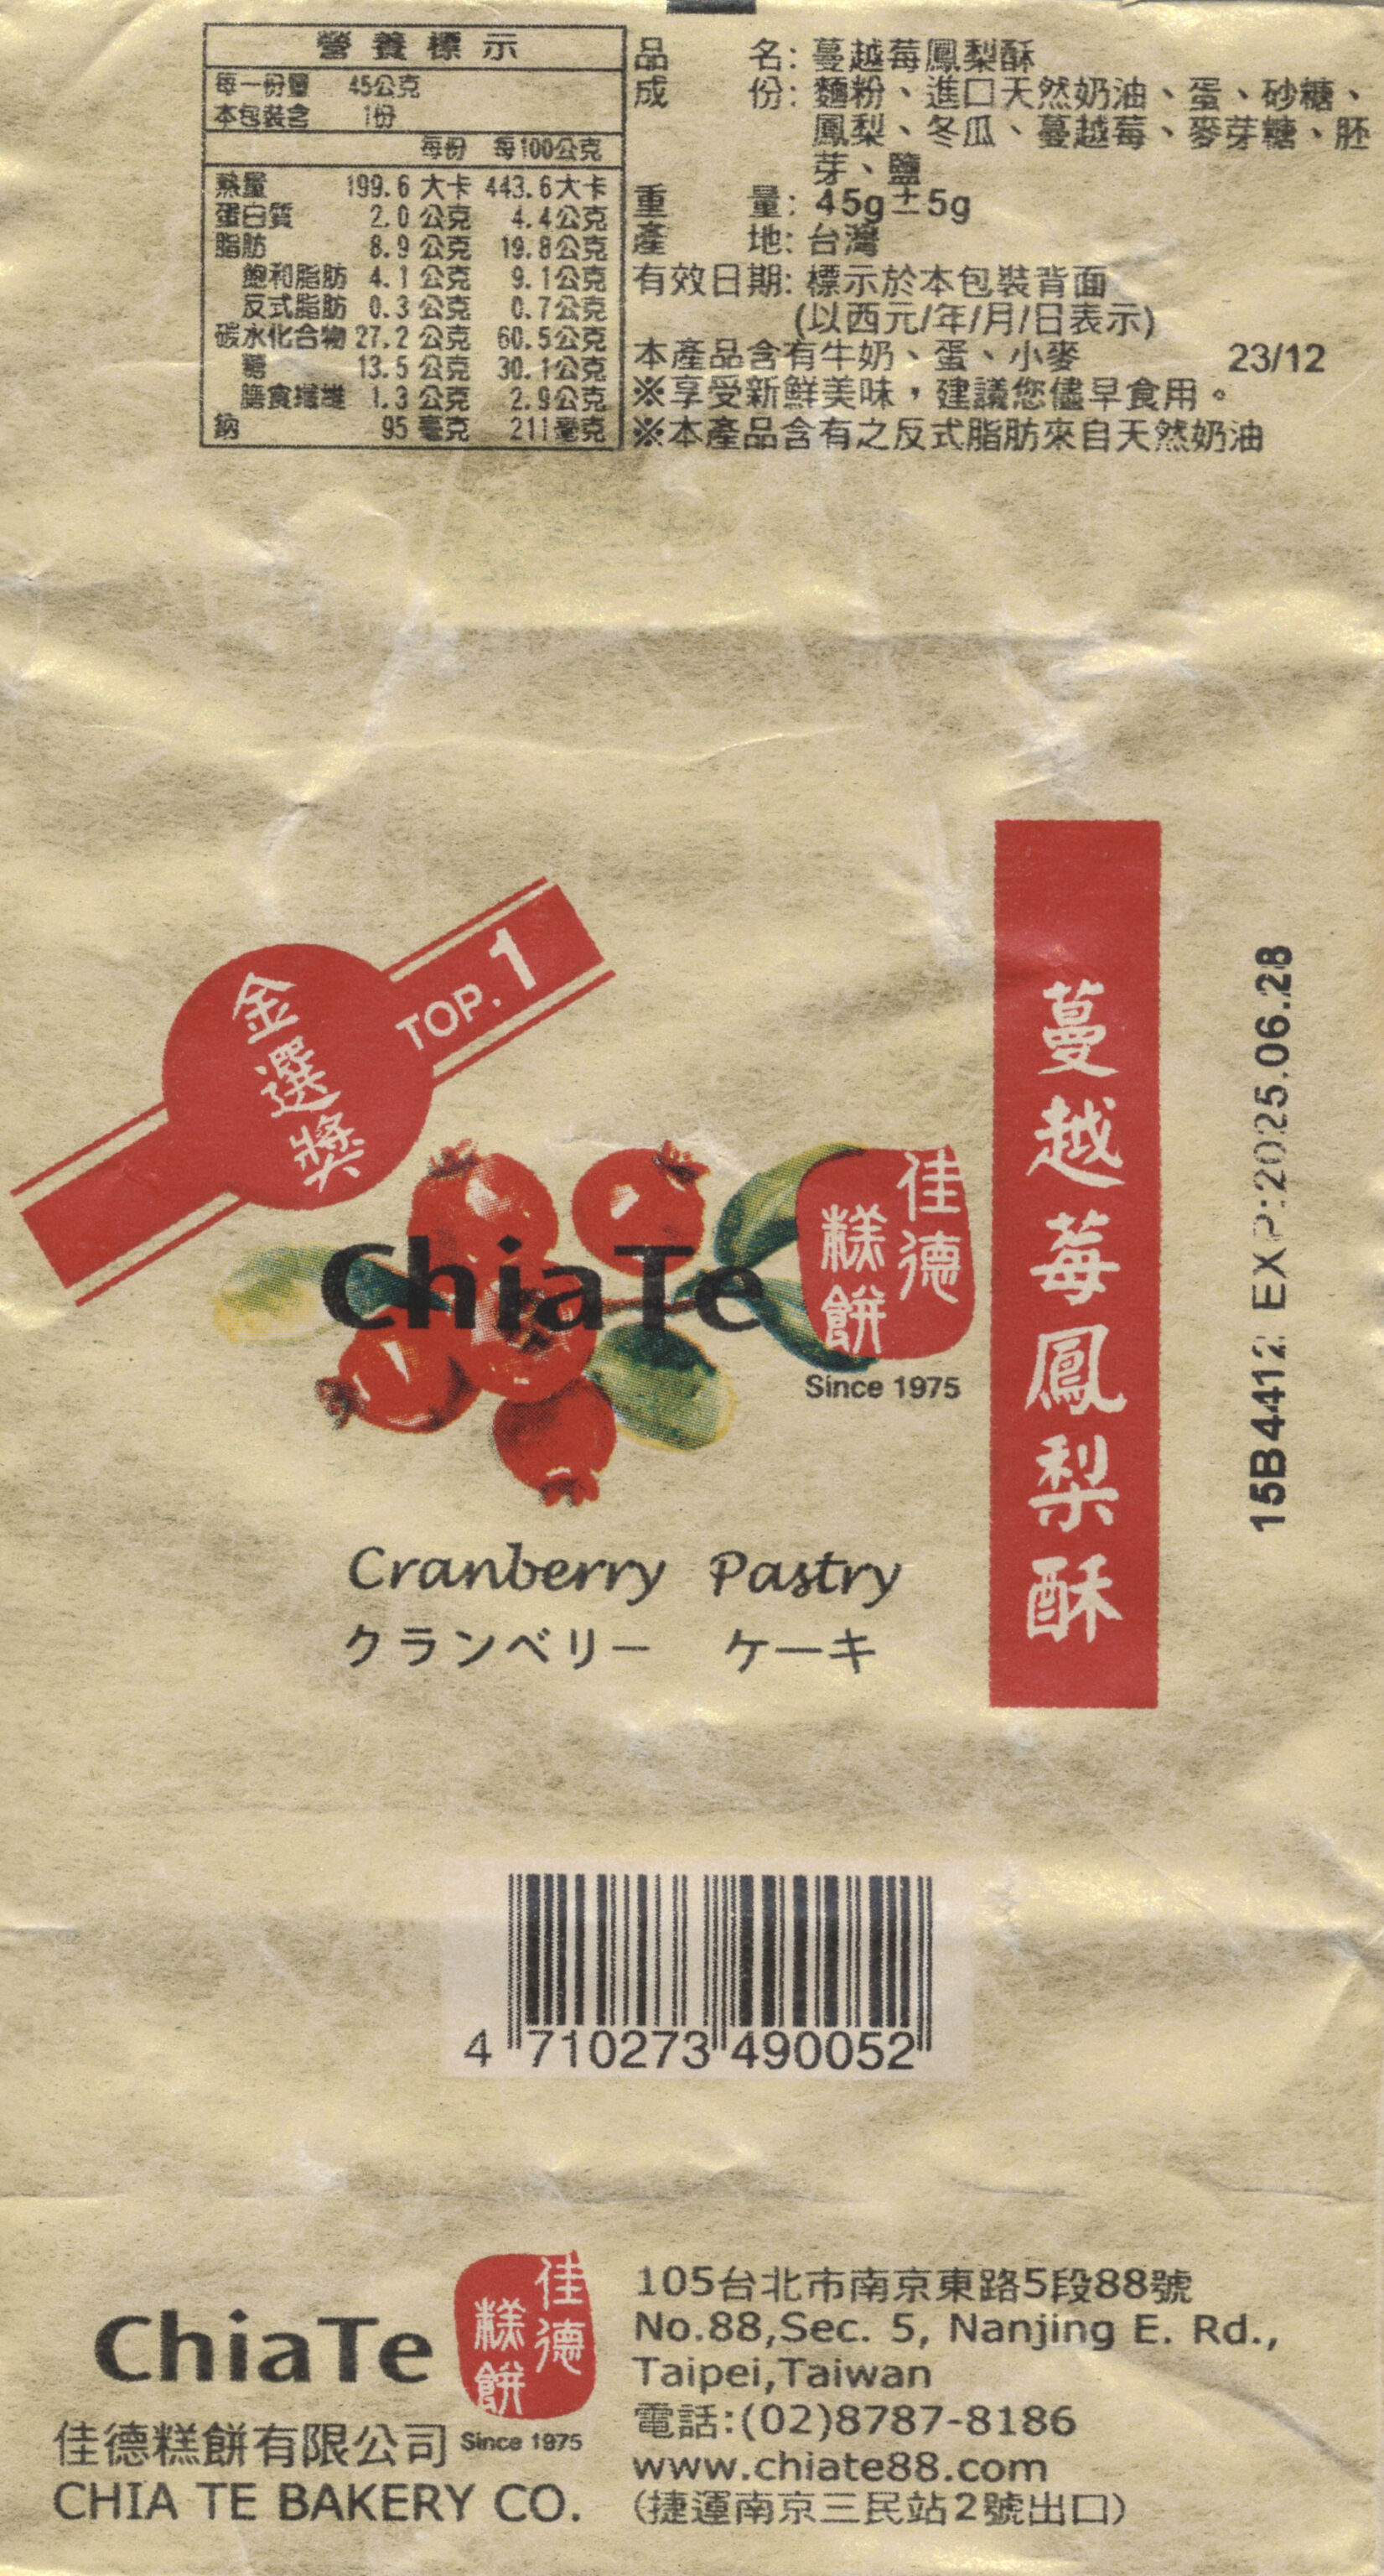 營養標示
每一份量 45公克
本包裝含 1份
每份 每100公克
熱量 199.6 大卡 443.6大卡
蛋白質 2.0 公克 4.4公克
脂肪 8.9 公克 19.8公克
飽和脂肪 4.1 公克 9.1公克
反式脂肪 0.3 公克 0.7公克
碳水化合物 27.2 公克 60.5公克
糖 13.5 公克 30.1公克
膳食纖維 1.3 公克 2.9公克
鈉 95 毫克 211毫克
品名: 蔓越莓鳳梨酥
成份: 麵粉、進口天然奶油、蛋、砂糖、
鳳梨、冬瓜、蔓越莓、麥芽糖、胚
芽、鹽
重量: 45g±5g
產地: 台灣
有效日期: 標示於本包裝背面
(以西元/年/月/日表示)
本產品含有牛奶、蛋、小麥 23/12
※享受新鮮美味，建議您儘早食用。
※本產品含有之反式脂肪來自天然奶油
金選獎
TOP.1
ChiaTe
佳德
糕餅
Since 1975
蔓越莓鳳梨酥
15B4412 EXP:2025.06.28
Cranberry Pastry
クランベリー ケーキ
4 710273 490052
ChiaTe
佳德
糕餅
Since 1975
佳德糕餅有限公司
CHIA TE BAKERY CO.
105台北市南京東路5段88號
No.88,Sec. 5, Nanjing E. Rd.,
Taipei,Taiwan
電話:(02)8787-8186
www.chiate88.com
(捷運南京三民站2號出口)